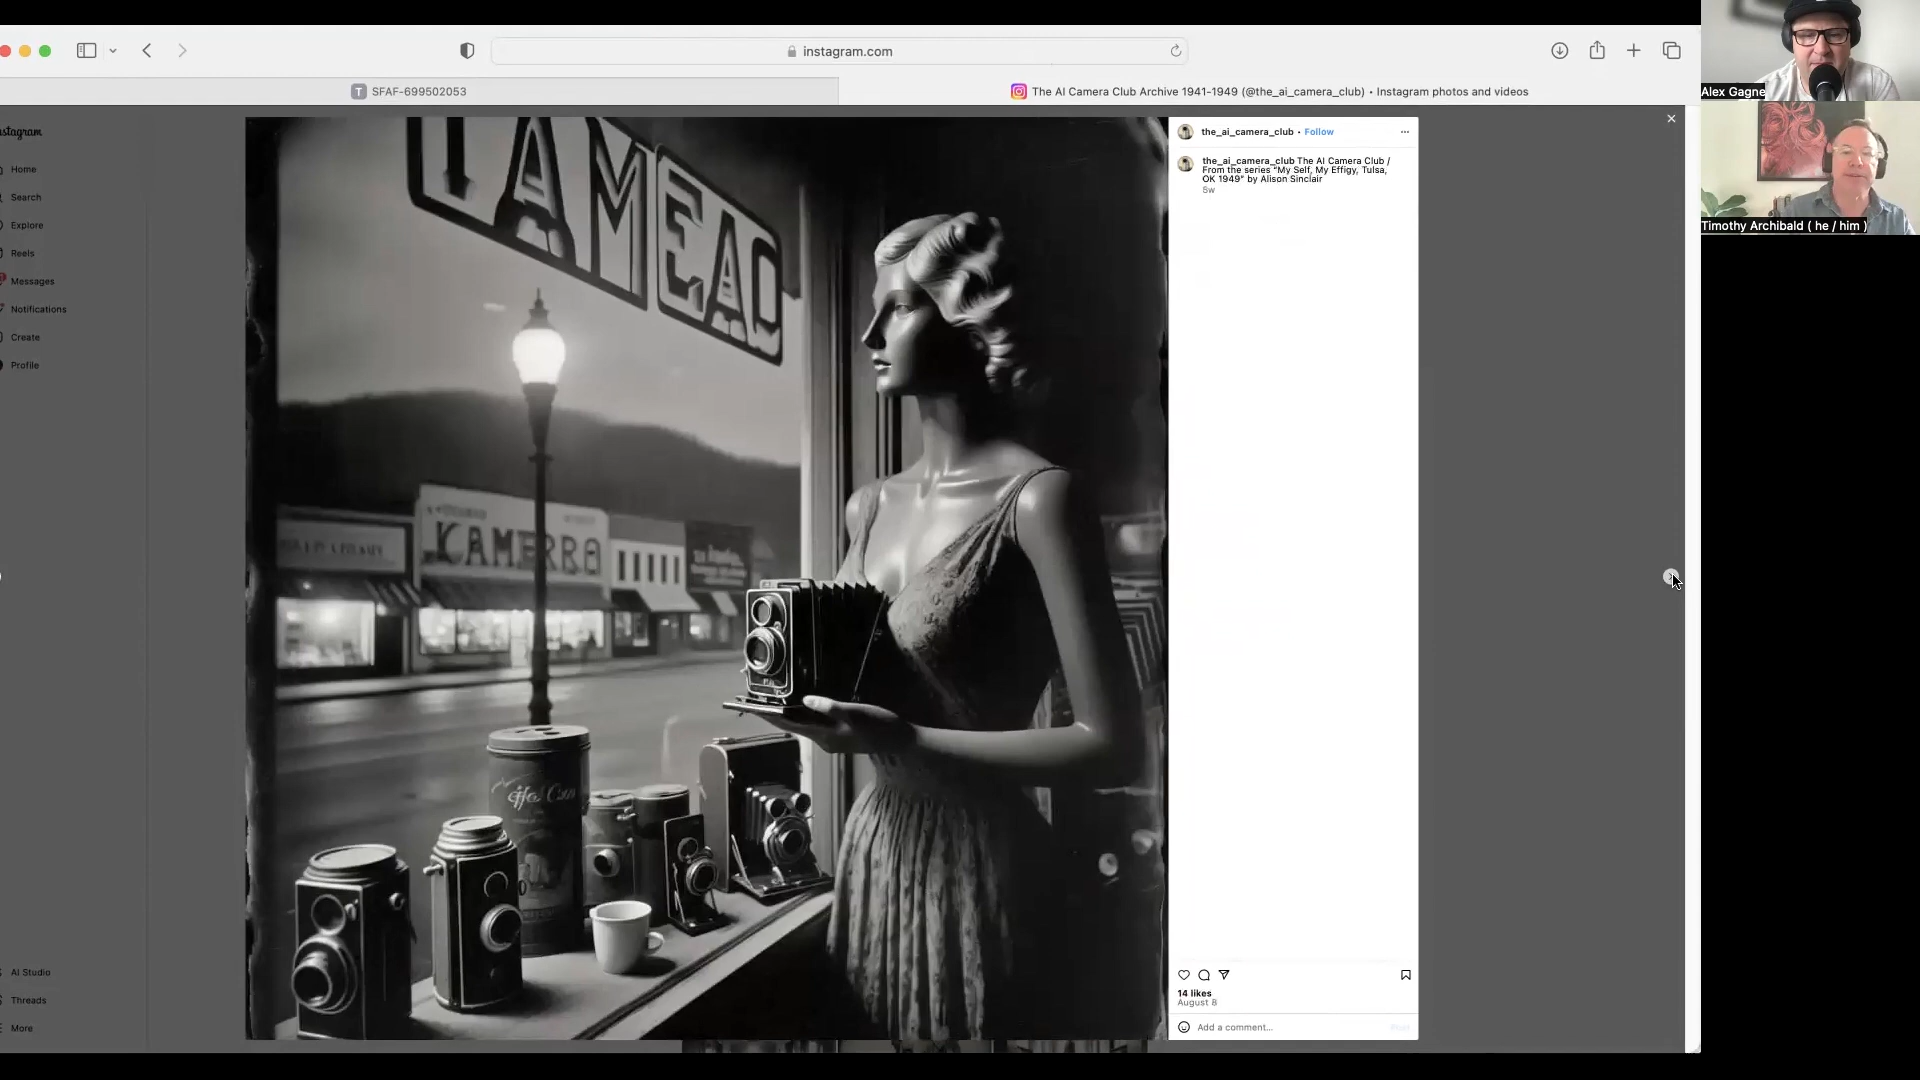 instagram.com
SFAF-699502053
The AI Camera Club Archive 1941-1949 (@the_ai_camera_club) • Instagram photos and videos
Alex Gagne
Timothy Archibald ( he / him )
stagram
Home
Search
Explore
Reels
Messages
Notifications
Create
Profile
AI Studio
Threads
More
KAMERRO
the_ai_camera_club • Follow
the_ai_camera_club The AI Camera Club /
From the series "My Self, My Effigy, Tulsa,
OK 1949" by Alison Sinclair
5w
14 likes
August 8
Add a comment...